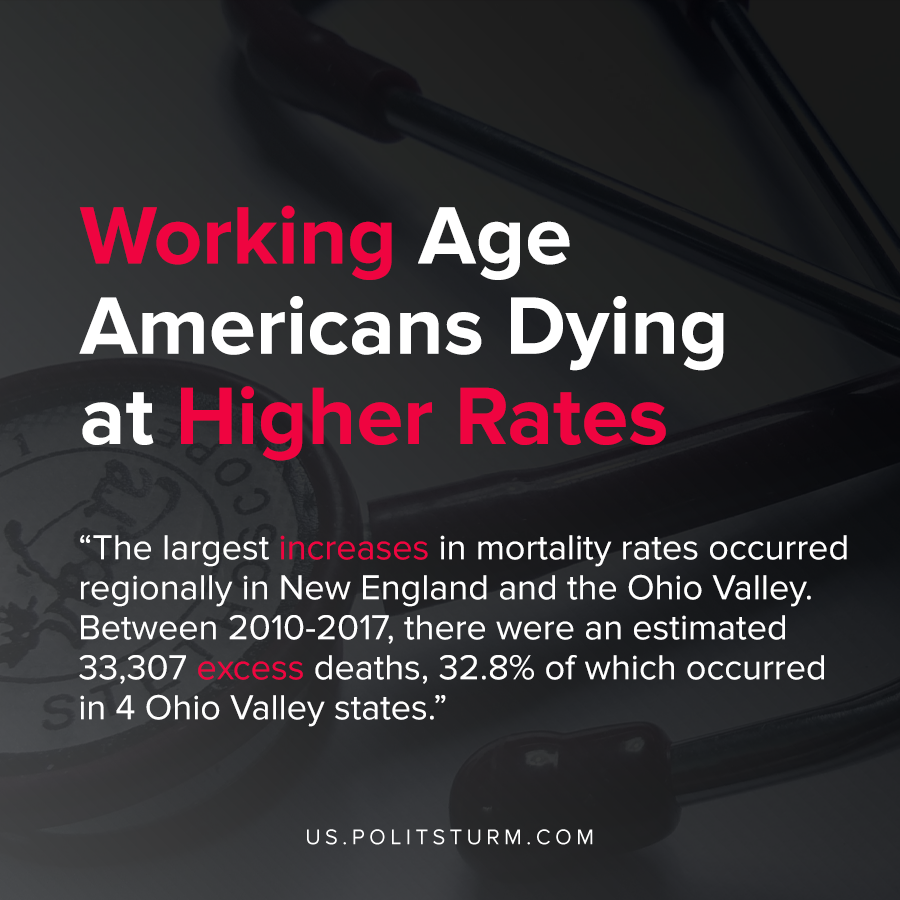 Working Age
Americans Dying
at Higher Rates
“The largest increases in mortality rates occurred
regionally in New England and the Ohio Valley.
Between 2010-2017, there were an estimated
33,307 excess deaths, 32.8% of which occurred
in 4 Ohio Valley states.”
US.POLITSTURM.COM